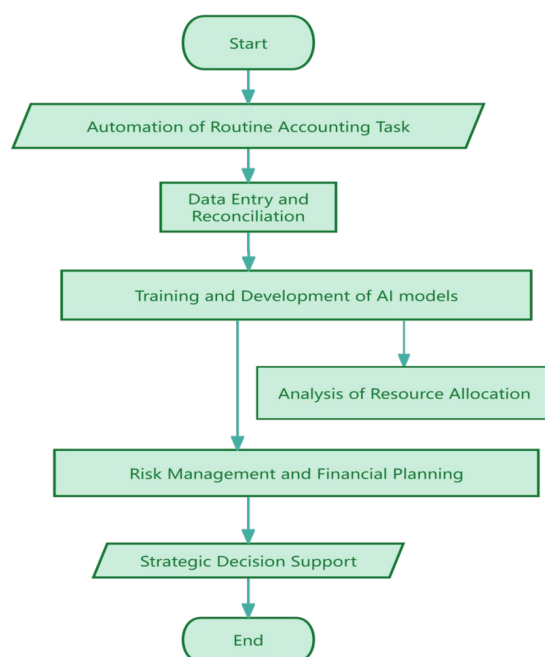 Start
Automation of Routine Accounting Task
Data Entry and
Reconciliation
Training and Development of AI models
Analysis of Resource Allocation
Risk Management and Financial Planning
Strategic Decision Support
End